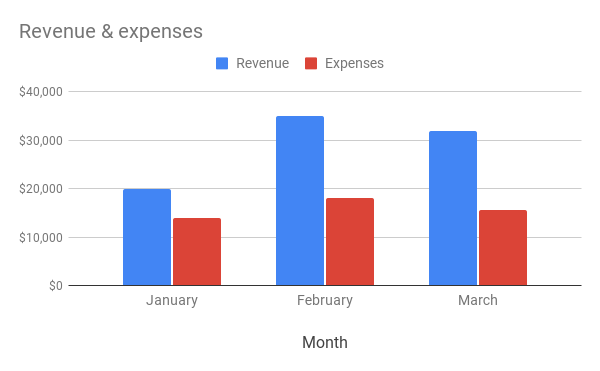 Revenue & expenses
Revenue Expenses
$40,000
$30,000
$20,000
$10,000
$0
January February March
Month